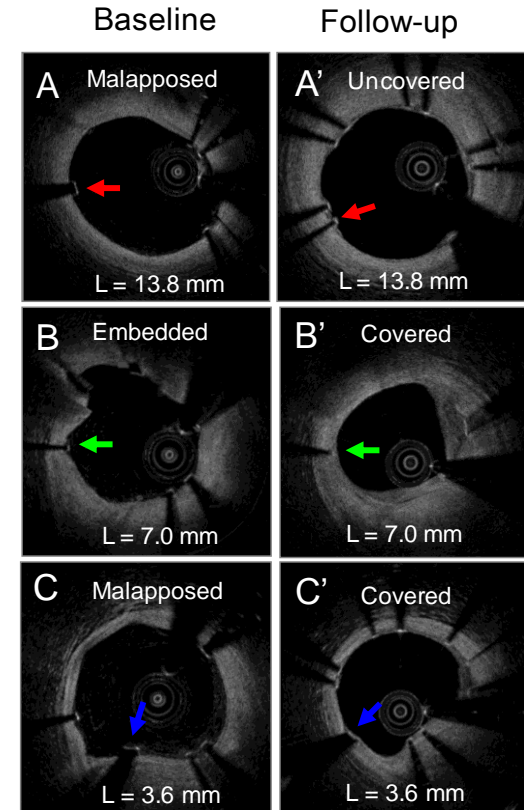 Baseline Follow-up
A Malapposed
A’ Uncovered
L = 13.8 mm
L = 13.8 mm
B Embedded
B’ Covered
L = 7.0 mm
L = 7.0 mm
C Malapposed
C’ Covered
L = 3.6 mm
L = 3.6 mm